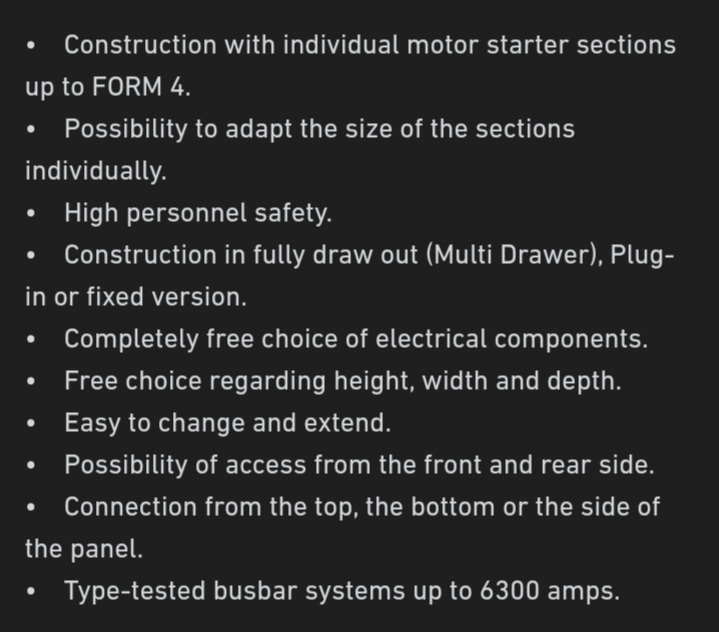 • Construction with individual motor starter sections
up to FORM 4.
• Possibility to adapt the size of the sections
individually.
• High personnel safety.
• Construction in fully draw out (Multi Drawer), Plug-
in or fixed version.
• Completely free choice of electrical components.
• Free choice regarding height, width and depth.
• Easy to change and extend.
• Possibility of access from the front and rear side.
• Connection from the top, the bottom or the side of
the panel.
• Type-tested busbar systems up to 6300 amps.